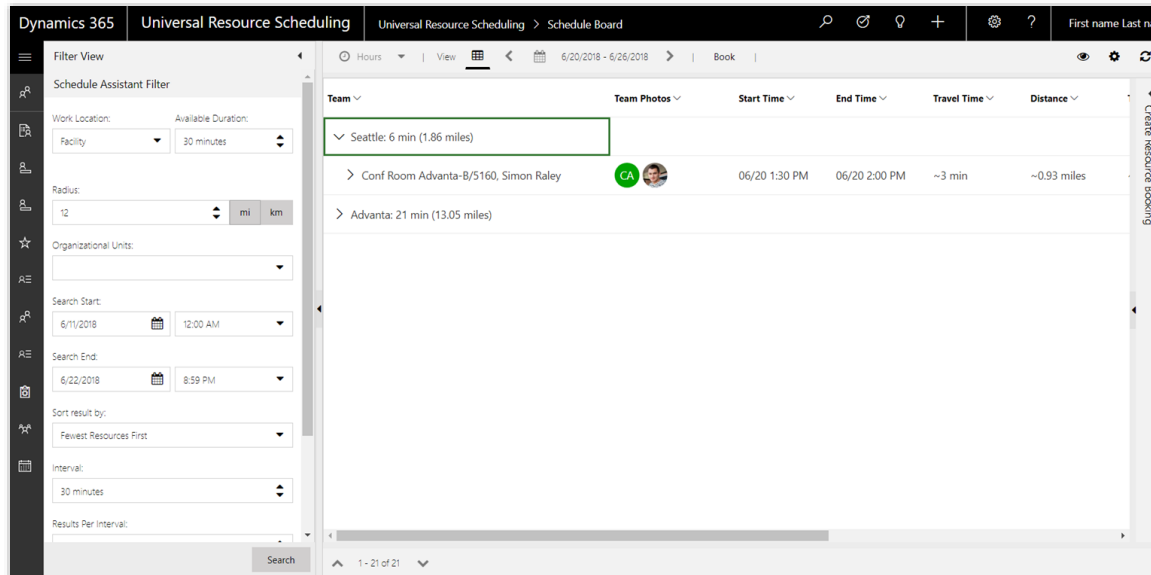 Dynamics 365 Universal Resource Scheduling Universal Resource Scheduling > Schedule Board ? First name Last
Filter View
Hours View 6/20/2018 - 6/26/2018 Book
Schedule Assistant Filter
Team Team Photos Start Time End Time Travel Time Distance
Work Location: Available Duration:
Facility 30 minutes
Seattle: 6 min (1.86 miles)
Conf Room Advanta-B/5160, Simon Raley CA 06/20 1:30 PM 06/20 2:00 PM ~3 min ~0.93 miles
Radius:
12 mi km
Advanta: 21 min (13.05 miles)
Organizational Units:
Search Start:
6/11/2018 12:00 AM
Search End:
6/22/2018 8:59 PM
Sort result by:
Fewest Resources First
Interval:
30 minutes
Results Per Interval:
Search
1 - 21 of 21
Create Resource Booking